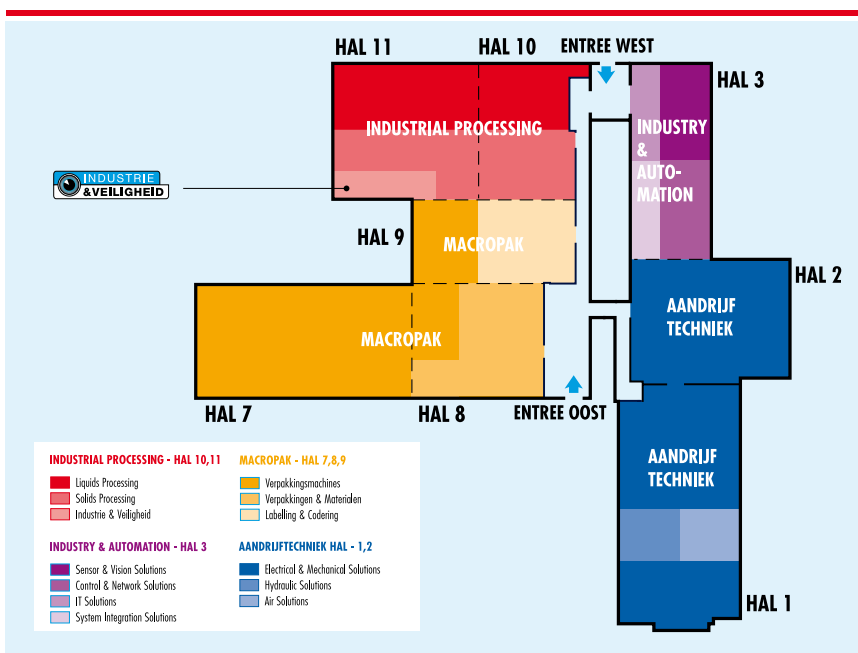 HAL 11
HAL 10
ENTREE WEST
HAL 3
INDUSTRIAL PROCESSING
INDUSTRY
&
AUTO-
MATION
INDUSTRIE
&VEILIGHEID
HAL 9
MACROPAK
HAL 2
AANDRIJF
TECHNIEK
MACROPAK
HAL 7
HAL 8
ENTREE OOST
AANDRIJF
TECHNIEK
HAL 1
INDUSTRIAL PROCESSING - HAL 10,11
Liquids Processing
Solids Processing
Industrie & Veiligheid
MACROPAK - HAL 7,8,9
Verpakkingsmachines
Verpakkingen & Materialen
Labelling & Codering
INDUSTRY & AUTOMATION - HAL 3
Sensor & Vision Solutions
Control & Network Solutions
IT Solutions
System Integration Solutions
AANDRIJFTECHNIEK HAL - 1,2
Electrical & Mechanical Solutions
Hydraulic Solutions
Air Solutions